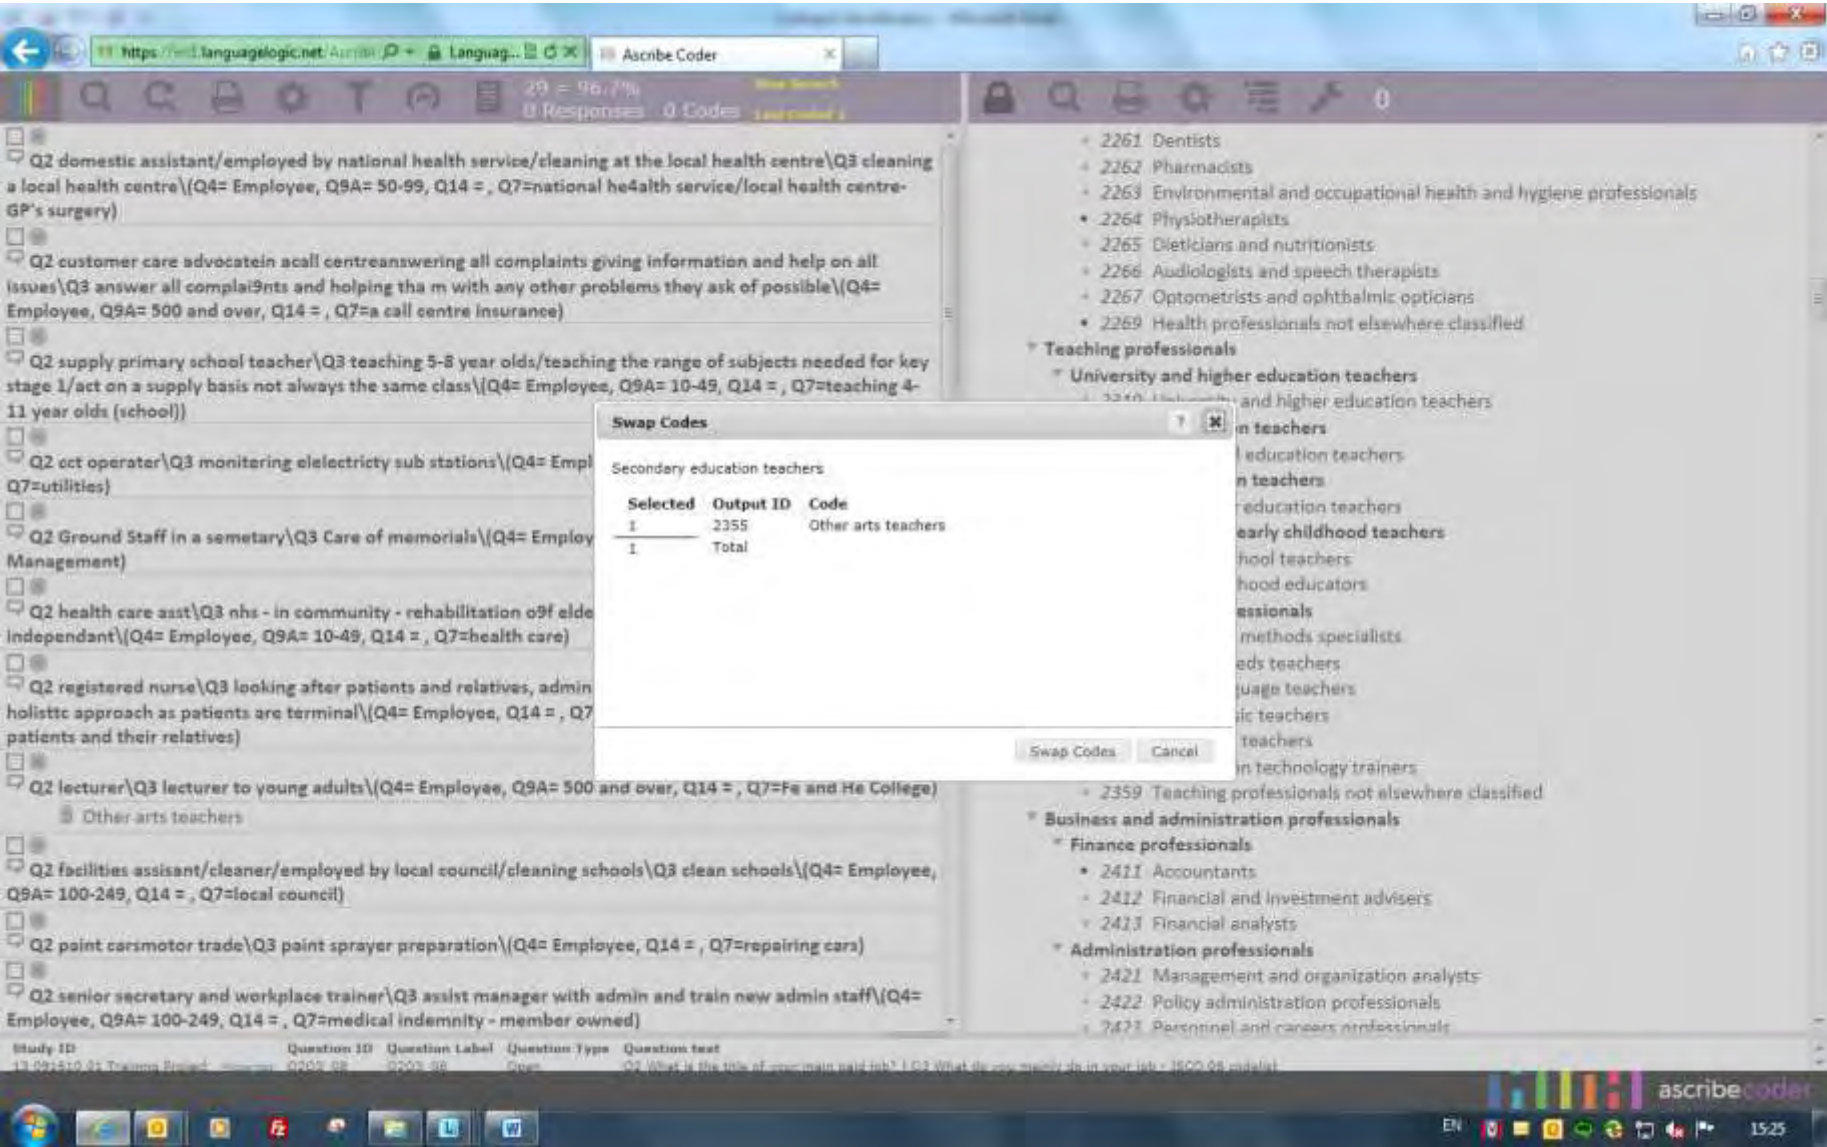 https://
languagelogic.net
Languag...
Ascribe Coder
29 = 96.7%
0 Responses 0 Codes
0
Q2 domestic assistant/employed by national health service/cleaning at the local health centre\Q3 cleaning
a local health centre\(Q4= Employee, Q9A= 50-99, Q14 = , Q7=national he4alth service/local health centre-
GP's surgery)
Q2 customer care advocatein acall centreanswering all complaints giving information and help on all
issues\Q3 answer all complai9nts and holping tha m with any other problems they ask of possible\(Q4=
Employee, Q9A= 500 and over, Q14 = , Q7=a call centre insurance)
Q2 supply primary school teacher\Q3 teaching 5-8 year olds/teaching the range of subjects needed for key
stage 1/act on a supply basis not always the same class\(Q4= Employee, Q9A= 10-49, Q14 = , Q7=teaching 4-
11 year olds (school))
Q2 cct operater\Q3 monitering elelectricty sub stations\(Q4= Empl
Q7=utilities)
Q2 Ground Staff in a semetary\Q3 Care of memorials\(Q4= Employ
Management)
Q2 health care asst\Q3 nhs - in community - rehabilitation o9f elde
independant\(Q4= Employee, Q9A= 10-49, Q14 = , Q7=health care)
Q2 registered nurse\Q3 looking after patients and relatives, admin
holisttc approach as patients are terminal\(Q4= Employee, Q14 = , Q7
patients and their relatives)
Q2 lecturer\Q3 lecturer to young adults\(Q4= Employee, Q9A= 500 and over, Q14 = , Q7=Fe and He College)
Other arts teachers
Q2 facilities assisant/cleaner/employed by local council/cleaning schools\Q3 clean schools\(Q4= Employee,
Q9A= 100-249, Q14 = , Q7=local council)
Q2 paint carsmotor trade\Q3 paint sprayer preparation\(Q4= Employee, Q14 = , Q7=repairing cars)
Q2 senior secretary and workplace trainer\Q3 assist manager with admin and train new admin staff\(Q4=
Employee, Q9A= 100-249, Q14 = , Q7=medical indemnity - member owned)
2261 Dentists
2262 Pharmacists
2263 Environmental and occupational health and hygiene professionals
2264 Physiotherapists
2265 Dieticians and nutritionists
2266 Audiologists and speech therapists
2267 Optometrists and ophthalmic opticians
2269 Health professionals not elsewhere classified
Teaching professionals
University and higher education teachers
2310 University and higher education teachers
n teachers
l education teachers
n teachers
education teachers
early childhood teachers
hool teachers
hood educators
essionals
methods specialists
eds teachers
uage teachers
ic teachers
teachers
n technology trainers
2359 Teaching professionals not elsewhere classified
Business and administration professionals
Finance professionals
2411 Accountants
2412 Financial and investment advisers
2413 Financial analysts
Administration professionals
2421 Management and organization analysts
2422 Policy administration professionals
2423 Personnel and careers professionals
Swap Codes
?
Secondary education teachers
Selected Output ID Code
1 2355 Other arts teachers
1 Total
Swap Codes Cancel
Study ID Question ID Question Label Question Type Question text
Open
ascribecoder
EN
15:25